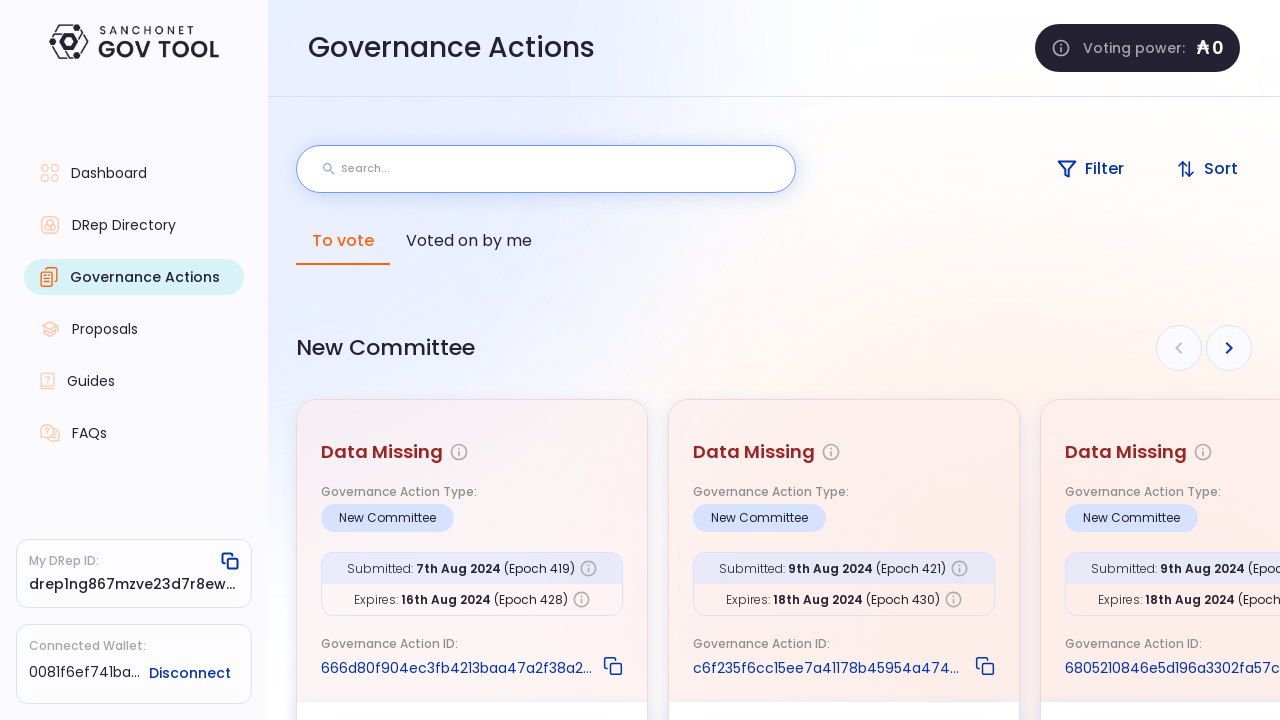 SANCHONET
GOV TOOL
Governance Actions
Voting power: ₳0
Dashboard
DRep Directory
Governance Actions
Proposals
Guides
FAQs
My DRep ID:
drep1ng867mzve23d7r8ew...
Connected Wallet:
0081f6ef741ba... Disconnect
Search...
Filter
Sort
To vote
Voted on by me
New Committee
Data Missing
Governance Action Type:
New Committee
Submitted: 7th Aug 2024 (Epoch 419)
Expires: 16th Aug 2024 (Epoch 428)
Governance Action ID:
666d80f904ec3fb4213baa47a2f38a2...
Data Missing
Governance Action Type:
New Committee
Submitted: 9th Aug 2024 (Epoch 421)
Expires: 18th Aug 2024 (Epoch 430)
Governance Action ID:
c6f235f6cc15ee7a41178b45954a474...
Data Missing
Governance Action Type:
New Committee
Submitted: 9th Aug 2024 (Epoc
Expires: 18th Aug 2024 (Epoch
Governance Action ID:
6805210846e5d196a3302fa57c